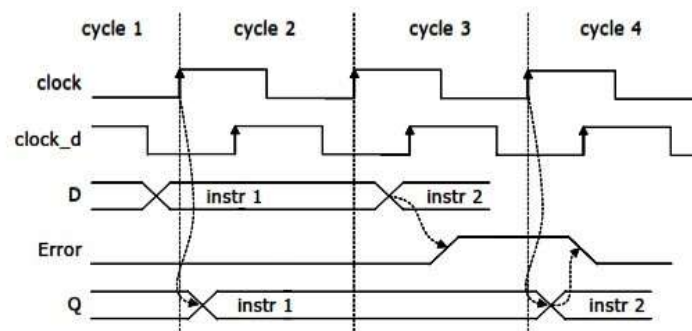 cycle 1 cycle 2 cycle 3 cycle 4
clock
clock_d
D instr 1 instr 2
Error
Q instr 1 instr 2